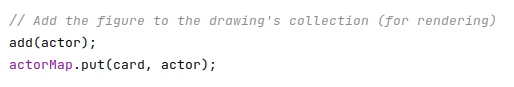 // Add the figure to the drawing's collection (for rendering)
add(actor);
actorMap.put(card, actor);